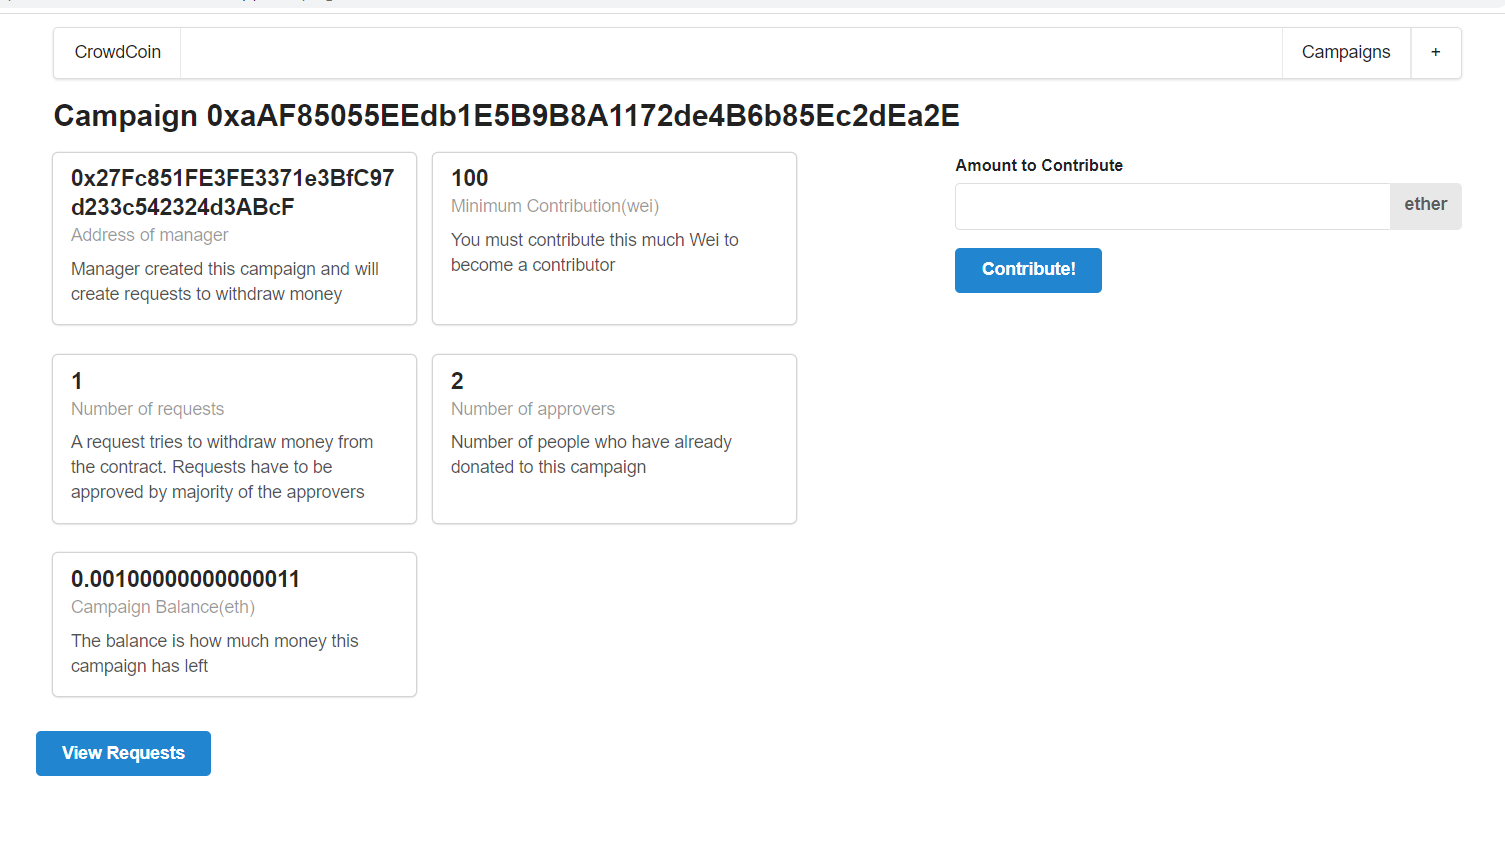 CrowdCoin
Campaigns
+
Campaign 0xaAF85055EEdb1E5B9B8A1172de4B6b85Ec2dEa2E
0x27Fc851FE3FE3371e3BfC97
d233c542324d3ABcF
Address of manager
Manager created this campaign and will
create requests to withdraw money
100
Minimum Contribution(wei)
You must contribute this much Wei to
become a contributor
Amount to Contribute
ether
Contribute!
1
Number of requests
A request tries to withdraw money from
the contract. Requests have to be
approved by majority of the approvers
2
Number of approvers
Number of people who have already
donated to this campaign
0.00100000000000011
Campaign Balance(eth)
The balance is how much money this
campaign has left
View Requests